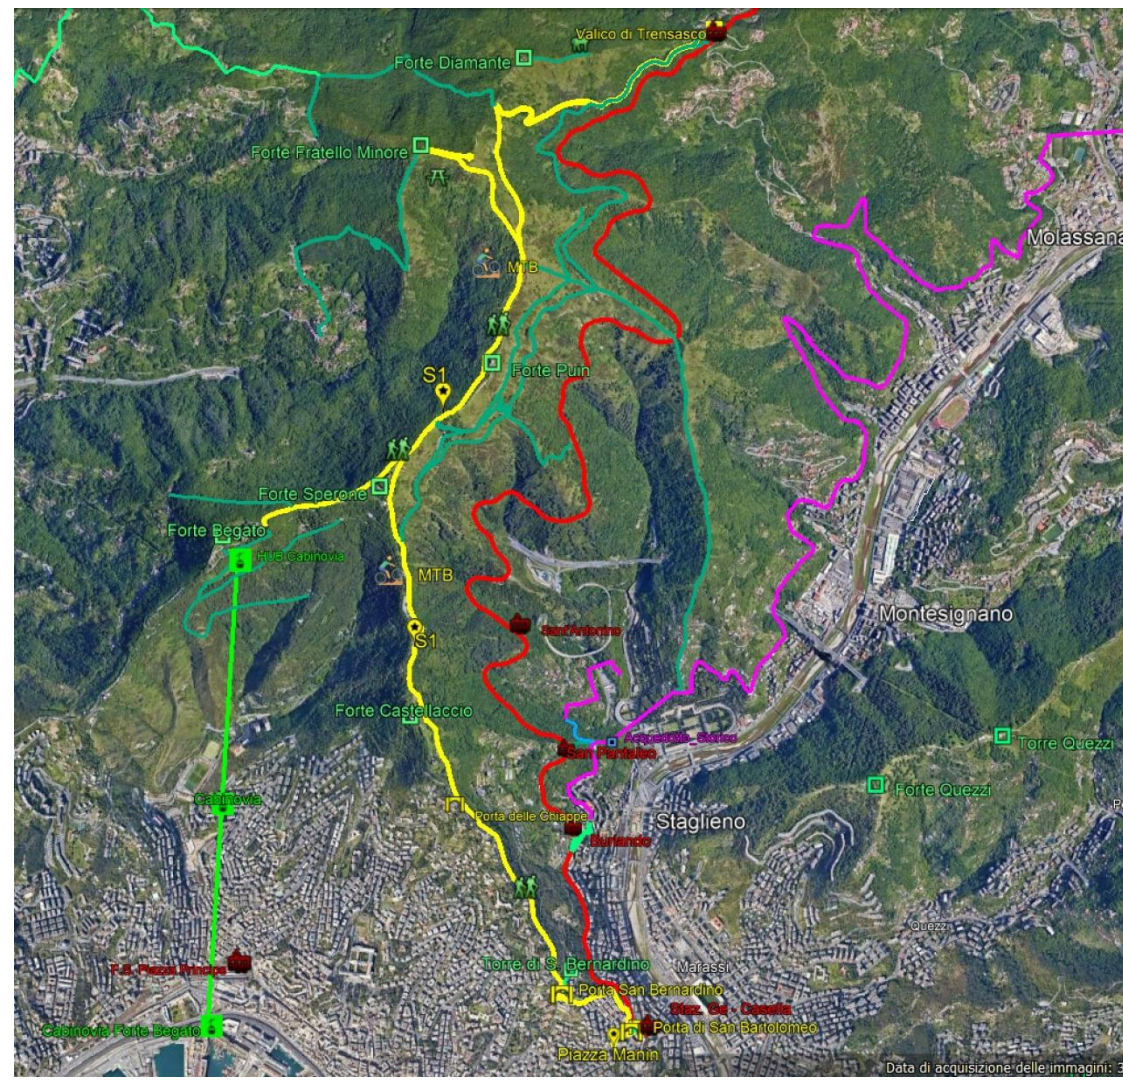 Valico di Trensasco
Forte Diamante
Forte Fratello Minore
Molassana
MTB
Forte Puin
S1
Forte Sperone
Forte Begato
HUB Cabinovia
MTB
Montesignano
Sant'Antonino
S1
Forte Castellaccio
Acquedotto_Storico
San Pantaleo
Torre Quezzi
Forte Quezzi
Cabinovia
Porta delle Chiappe
Staglieno
Burlando
Quezzi
Torre di S. Bernardino
F.S. Piazza Principe
Marassi
Porta San Bernardino
Staz. Ge - Casella
Cabinovia Forte Begato
Porta di San Bartolomeo
Piazza Manin
Data di acquisizione delle immagini: 3